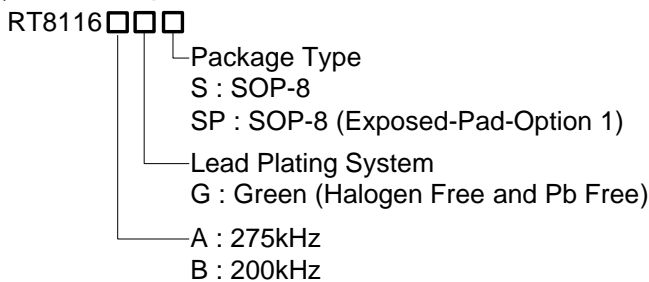 RT8116□□□
Package Type
S : SOP-8
SP : SOP-8 (Exposed-Pad-Option 1)
Lead Plating System
G : Green (Halogen Free and Pb Free)
A : 275kHz
B : 200kHz